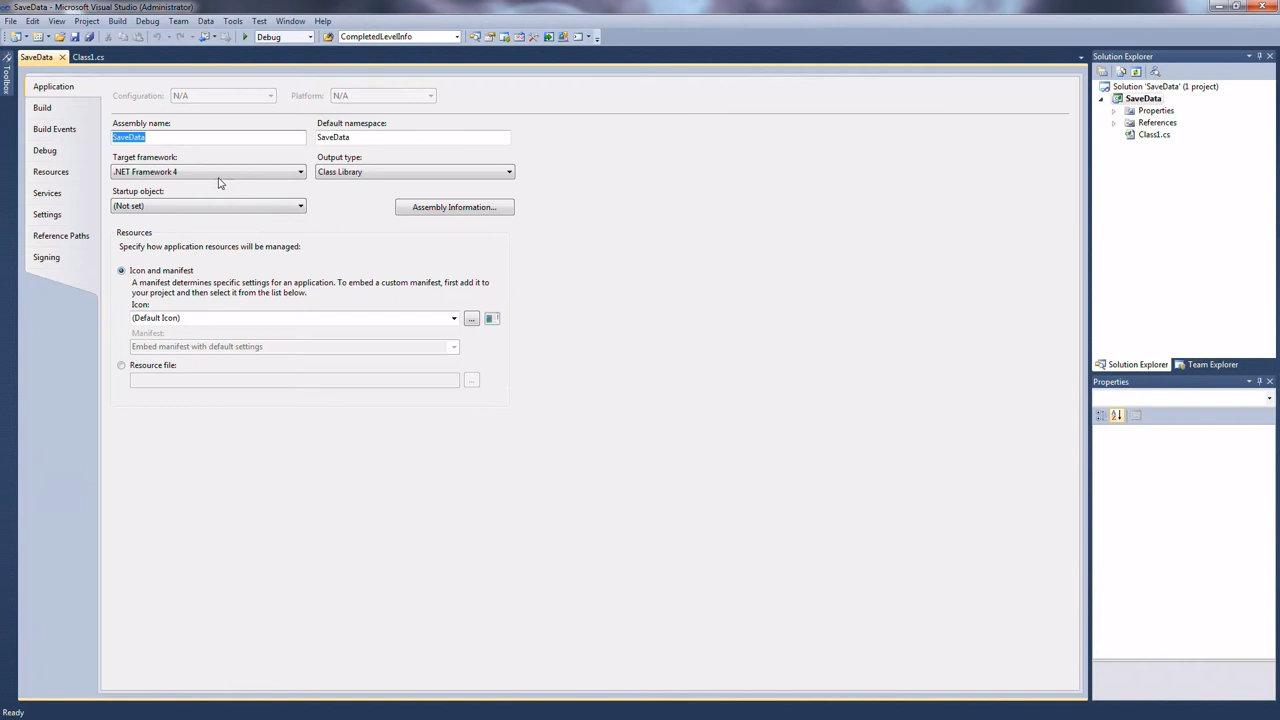 SaveData - Microsoft Visual Studio (Administrator)
File Edit View Project Build Debug Team Data Tools Test Window Help
Debug CompletedLevelInfo
SaveData Class1.cs
Toolbox
Application
Build
Build Events
Debug
Resources
Services
Settings
Reference Paths
Signing
Configuration: N/A Platform: N/A
Assembly name: Default namespace:
SaveData SaveData
Target framework: Output type:
.NET Framework 4 Class Library
Startup object:
(Not set) Assembly Information...
Resources
Specify how application resources will be managed:
Icon and manifest
A manifest determines specific settings for an application. To embed a custom manifest, first add it to
your project and then select it from the list below.
Icon:
(Default Icon) ...
Manifest:
Embed manifest with default settings
Resource file:
...
Solution Explorer
Solution 'SaveData' (1 project)
SaveData
Properties
References
Class1.cs
Solution Explorer Team Explorer
Properties
Ready